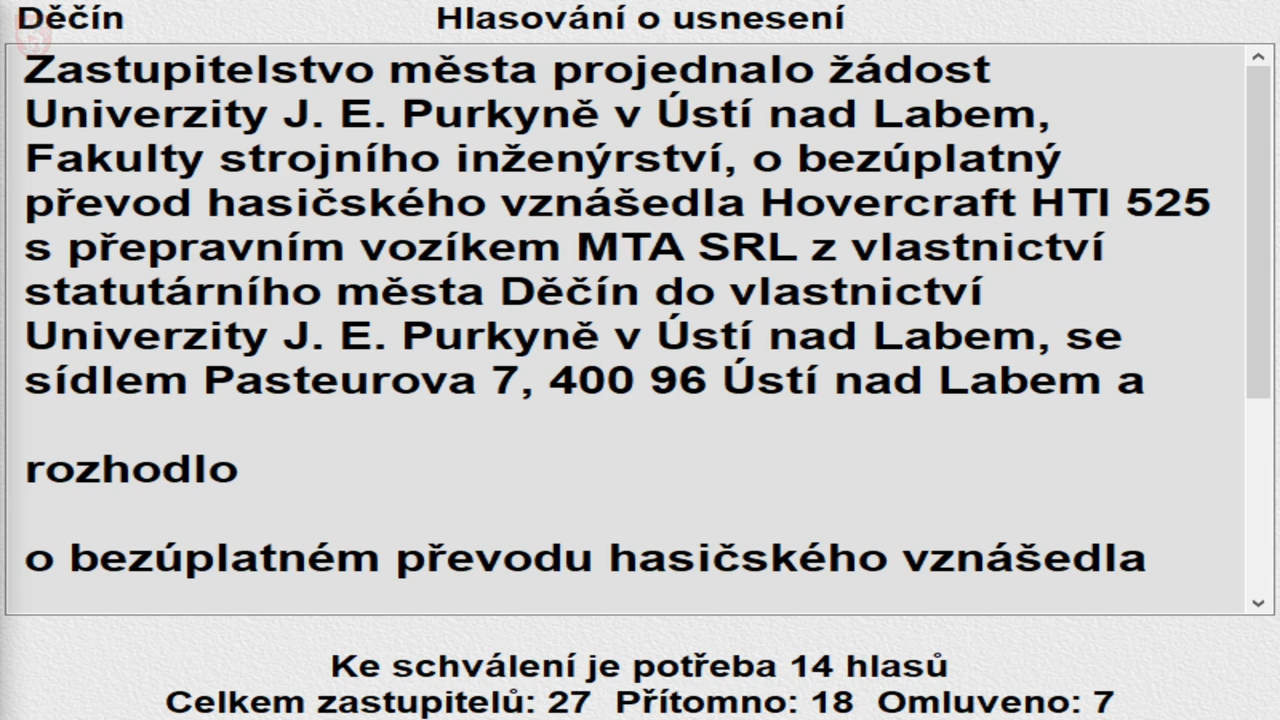 Děčín Hlasování o usnesení
Zastupitelstvo města projednalo žádost
Univerzity J. E. Purkyně v Ústí nad Labem,
Fakulty strojního inženýrství, o bezúplatný
převod hasičského vznášedla Hovercraft HTI 525
s přepravním vozíkem MTA SRL z vlastnictví
statutárního města Děčín do vlastnictví
Univerzity J. E. Purkyně v Ústí nad Labem, se
sídlem Pasteurova 7, 400 96 Ústí nad Labem a
rozhodlo
o bezúplatném převodu hasičského vznášedla
Ke schválení je potřeba 14 hlasů
Celkem zastupitelů: 27 Přítomno: 18 Omluveno: 7